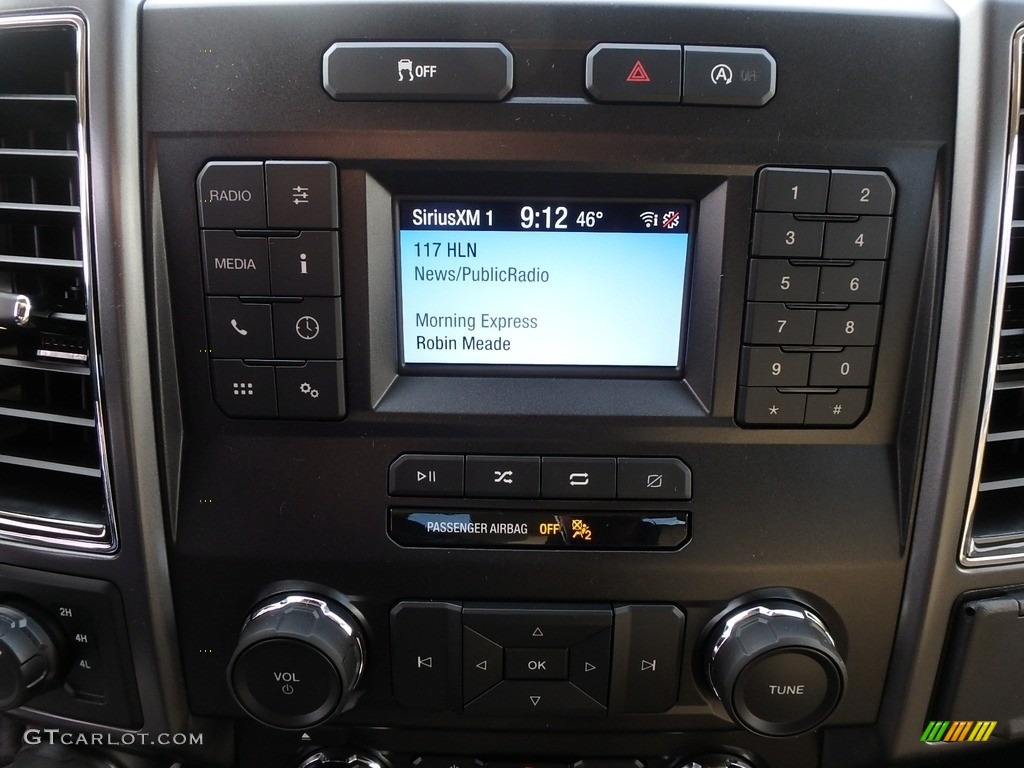 OFF
OFF
RADIO
MEDIA
SiriusXM 1 9:12 46°
117 HLN
News/PublicRadio
Morning Express
Robin Meade
1 2
3 4
5 6
7 8
9 0
* #
PASSENGER AIRBAG OFF 2
2H
4H
4L
VOL
OK
TUNE
GTCARLOT.COM